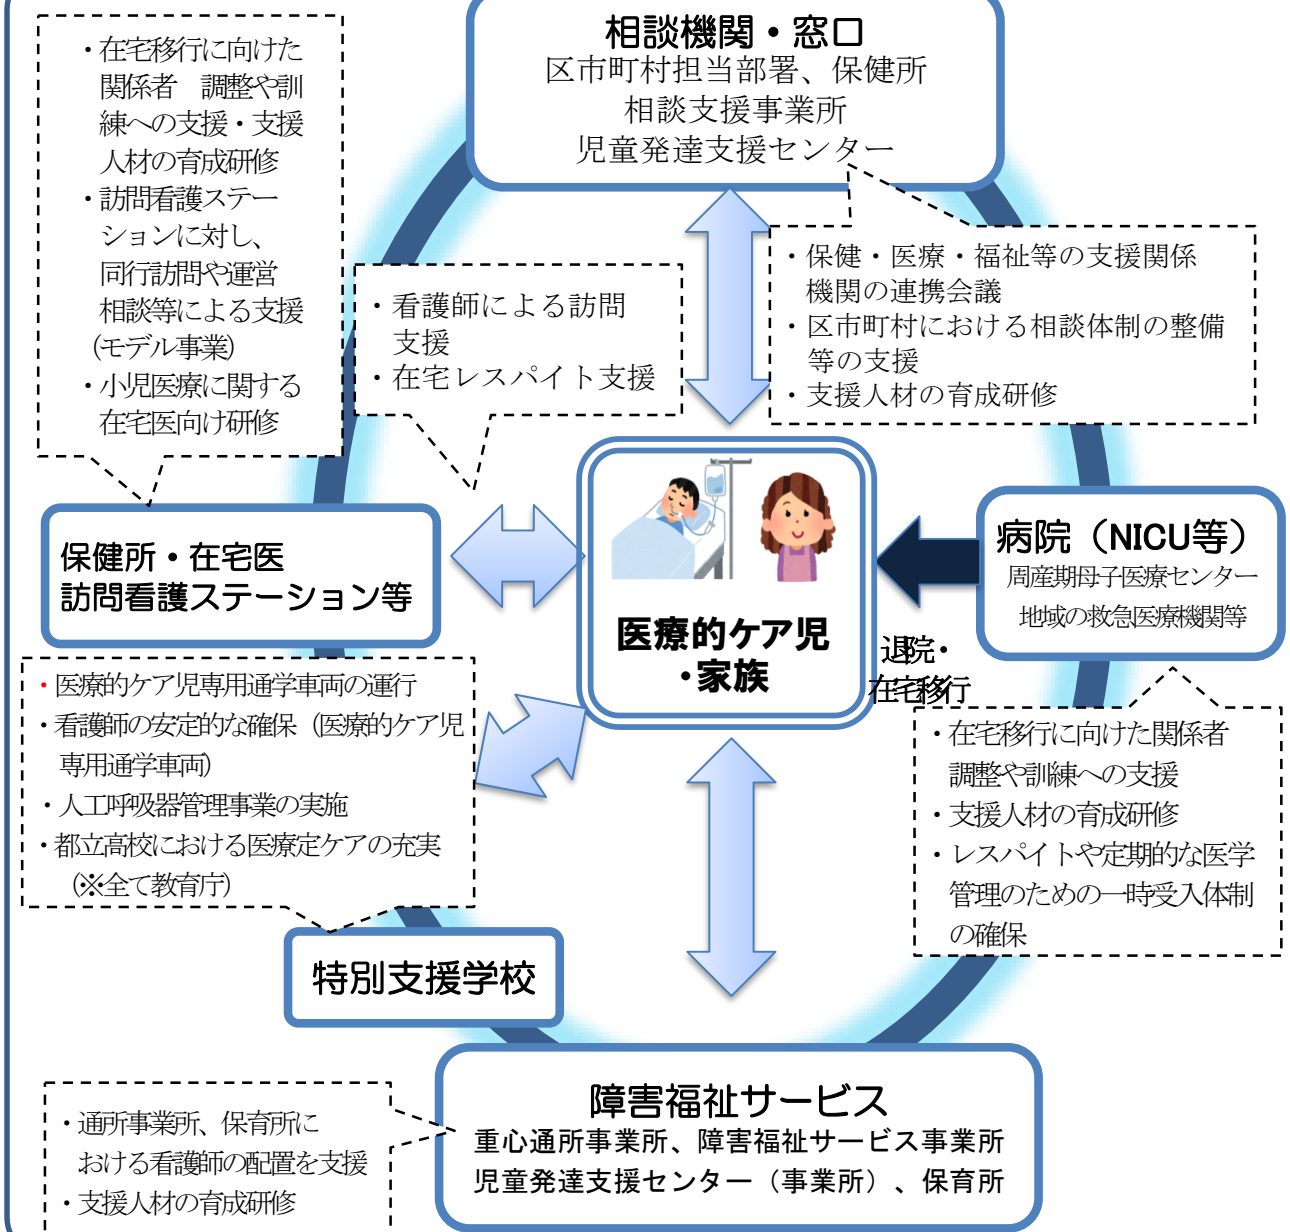 ・在宅移行に向けた
関係者　調整や訓
練への支援・支援
人材の育成研修
・訪問看護ステー
ションに対し、
同行訪問や運営
相談等による支援
（モデル事業）
・小児医療に関する
在宅医向け研修
相談機関・窓口
区市町村担当部署、保健所
相談支援事業所
児童発達支援センター
・看護師による訪問
支援
・在宅レスパイト支援
・保健・医療・福祉等の支援関係
機関の連携会議
・区市町村における相談体制の整備
等の支援
・支援人材の育成研修
保健所・在宅医
訪問看護ステーション等
医療的ケア児
・家族
病院（NICU等）
周産期母子医療センター
地域の救急医療機関等
退院・
在宅移行
・医療的ケア児専用通学車両の運行
・看護師の安定的な確保（医療的ケア児
専用通学車両）
・人工呼吸器管理事業の実施
・都立高校における医療定ケアの充実
（※全て教育庁）
・在宅移行に向けた関係者
調整や訓練への支援
・支援人材の育成研修
・レスパイトや定期的な医学
管理のための一時受入体制
の確保
特別支援学校
障害福祉サービス
重心通所事業所、障害福祉サービス事業所
児童発達支援センター（事業所）、保育所
・通所事業所、保育所に
おける看護師の配置を支援
・支援人材の育成研修